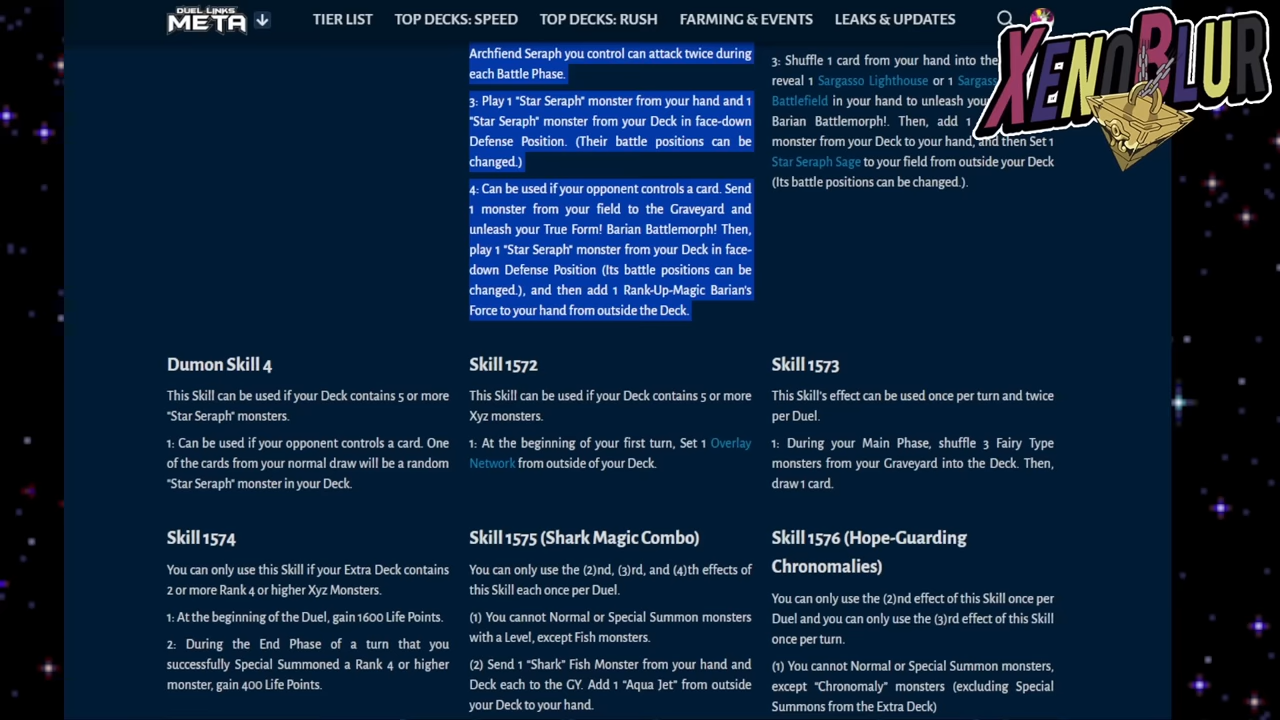 DUEL LINKS
META
TIER LIST
TOP DECKS: SPEED
TOP DECKS: RUSH
FARMING & EVENTS
LEAKS & UPDATES
XENOBLUR
Archfiend Seraph you control can attack twice during
each Battle Phase.
3: Play 1 "Star Seraph" monster from your hand and 1
"Star Seraph" monster from your Deck in face-down
Defense Position. (Their battle positions can be
changed.)
4: Can be used if your opponent controls a card. Send
1 monster from your field to the Graveyard and
unleash your True Form! Barian Battlemorph! Then,
play 1 "Star Seraph" monster from your Deck in face-
down Defense Position (Its battle positions can be
changed.), and then add 1 Rank-Up-Magic Barian's
Force to your hand from outside the Deck.
3: Shuffle 1 card from your hand into the
reveal 1 Sargasso Lighthouse or 1
Battlefield in your hand to unleash
Barian Battlemorph!. Then, add 1
monster from your Deck to your hand, and then Set 1
Star Seraph Sage to your field from outside your Deck
(Its battle positions can be changed.).
Dumon Skill 4
This Skill can be used if your Deck contains 5 or more
"Star Seraph" monsters.
1: Can be used if your opponent controls a card. One
of the cards from your normal draw will be a random
"Star Seraph" monster in your Deck.
Skill 1572
This Skill can be used if your Deck contains 5 or more
Xyz monsters.
1: At the beginning of your first turn, Set 1 Overlay
Network from outside of your Deck.
Skill 1573
This Skill's effect can be used once per turn and twice
per Duel.
1: During your Main Phase, shuffle 3 Fairy Type
monsters from your Graveyard into the Deck. Then,
draw 1 card.
Skill 1574
You can only use this Skill if your Extra Deck contains
2 or more Rank 4 or higher Xyz Monsters.
1: At the beginning of the Duel, gain 1600 Life Points.
2: During the End Phase of a turn that you
successfully Special Summoned a Rank 4 or higher
monster, gain 400 Life Points.
Skill 1575 (Shark Magic Combo)
You can only use the (2)nd, (3)rd, and (4)th effects of
this Skill each once per Duel.
(1) You cannot Normal or Special Summon monsters
with a Level, except Fish monsters.
(2) Send 1 "Shark" Fish Monster from your hand and
Deck each to the GY. Add 1 "Aqua Jet" from outside
your Deck to your hand.
Skill 1576 (Hope-Guarding
Chronomalies)
You can only use the (2)nd effect of this Skill once per
Duel and you can only use the (3)rd effect of this Skill
once per turn.
(1) You cannot Normal or Special Summon monsters,
except "Chronomaly" monsters (excluding Special
Summons from the Extra Deck)